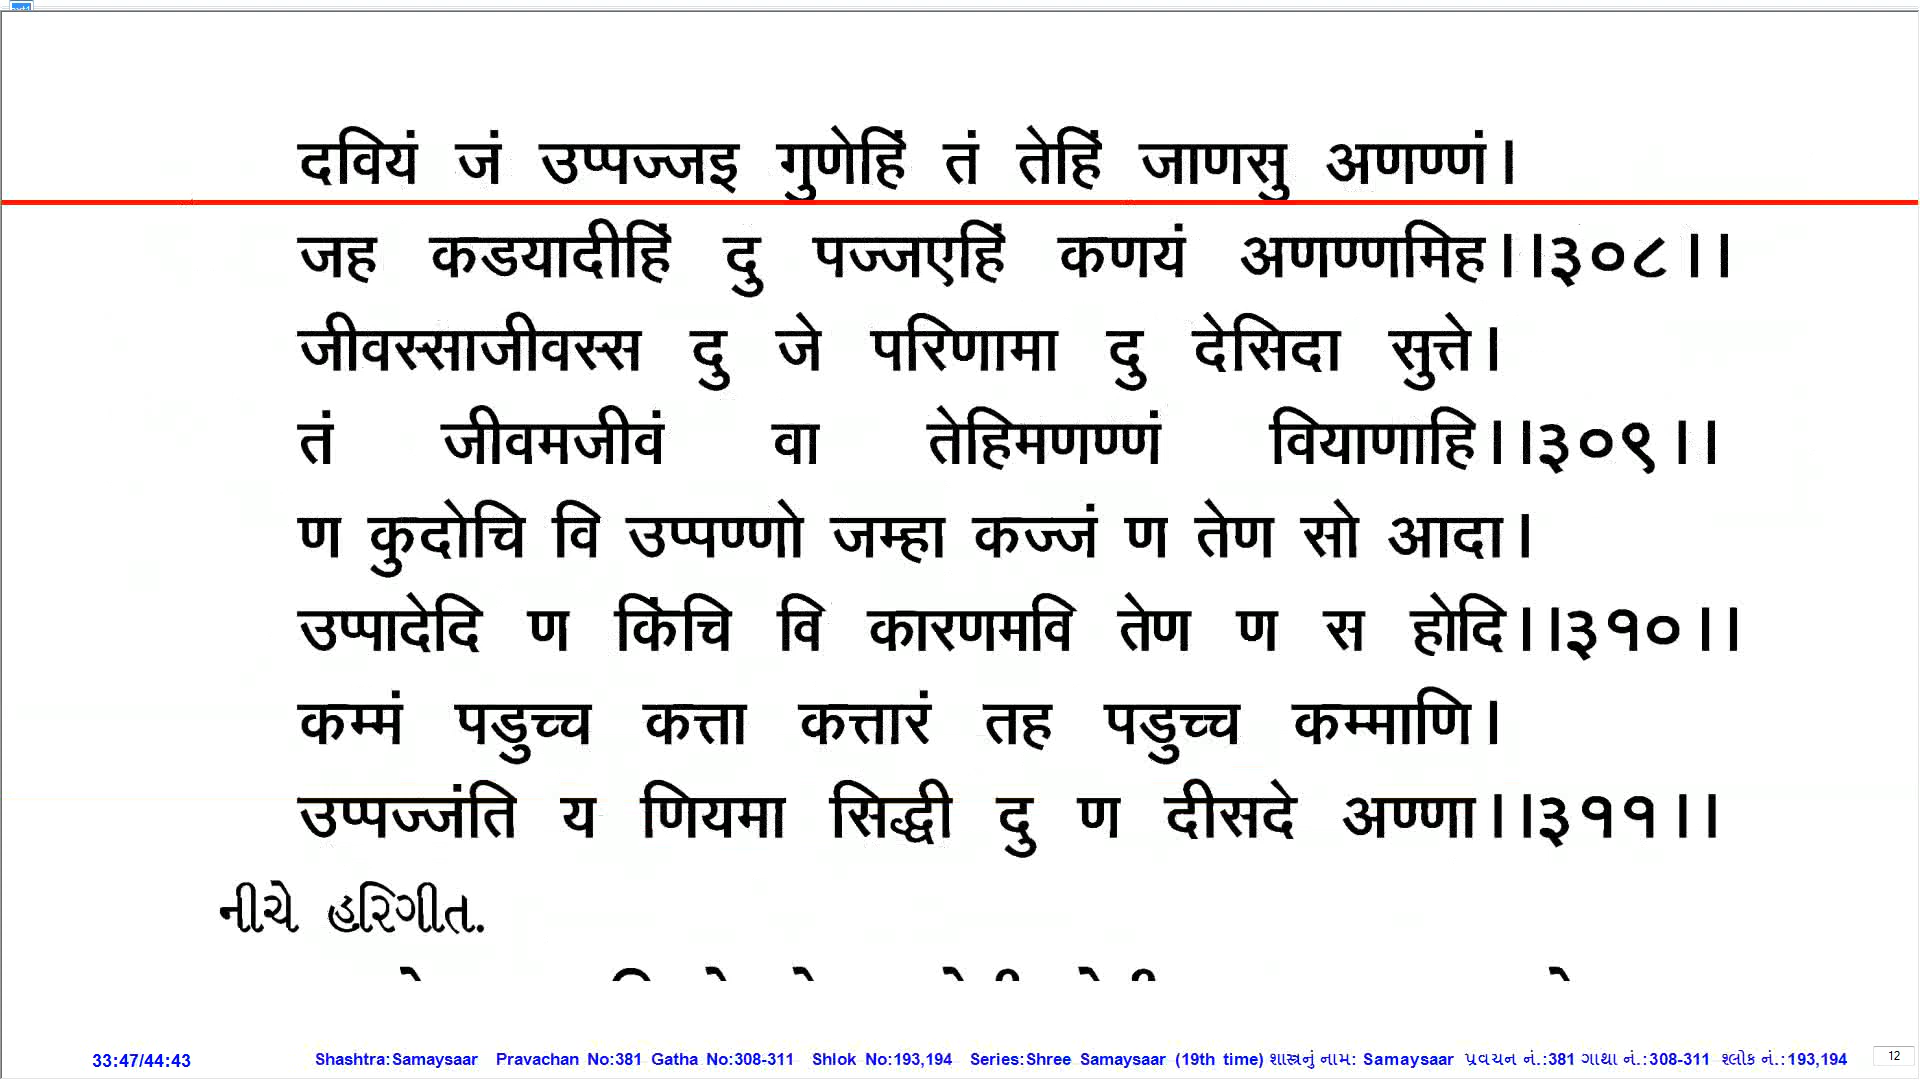 दवियं जं उप्पज्जइ गुणेहिं तं तेहिं जाणसु अणण्णं।
जह कडयादीहिं दु पज्जएहिं कणयं अणण्णमिह।।३०८।।
जीवस्साजीवस्स दु जे परिणामा दु देसिदा सुत्ते।
तं जीवमजीवं वा तेहिमणण्णं वियाणाहि।।३०९।।
ण कुदोचि वि उप्पण्णो जम्हा कज्जं ण तेण सो आदा।
उप्पादेदि ण किंचि वि कारणमवि तेण ण स होदि।।३१०।।
कम्मं पडुच्च कत्ता कत्तारं तह पडुच्च कम्माणि।
उप्पज्जंति य णियमा सिद्धी दु ण दीसदे अण्णा।।३११।।
નીચે હરિગીત.
33:47/44:43 Shashtra:Samaysaar Pravachan No:381 Gatha No:308-311 Shlok No:193,194 Series:Shree Samaysaar (19th time) શાસ્ત્રનું નામ: Samaysaar પ્રવચન નં.:381 ગાથા નં.:308-311 શ્લોક નં.:193,194 12